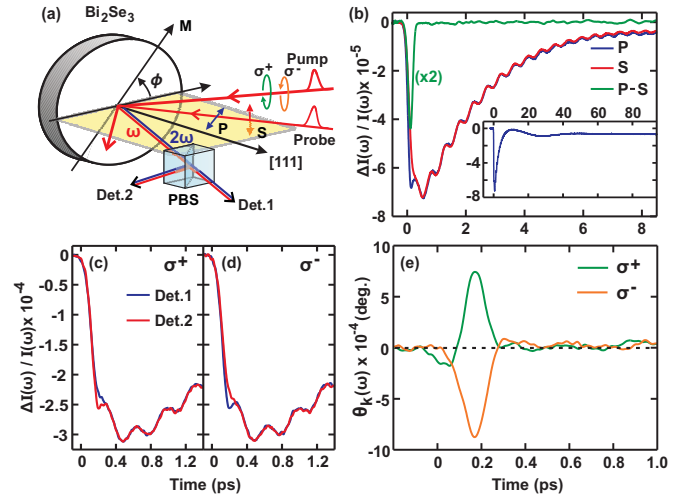 (a)
Bi2Se3
M
ϕ
σ+
σ-
Pump
Probe
ω
2ω
P
S
[111]
PBS
Det.2
Det.1
(b)
P
S
P-S
(x2)
ΔI(ω) / I(ω)x 10^-5
0
-2
-4
-6
-8
0
2
4
6
8
0
20
40
60
80
0
-4
-8
(c)
σ+
Det.1
Det.2
(d)
σ-
ΔI(ω) / I(ω)x 10^-4
0
-0.5
-1
-1.5
-2
-2.5
-3
0
0.4
0.8
1.2
0
0.4
0.8
1.2
Time (ps)
(e)
σ+
σ-
θk(ω) x 10^-4 (deg.)
10
5
0
-5
-10
0
0.2
0.4
0.6
0.8
1.0
Time (ps)